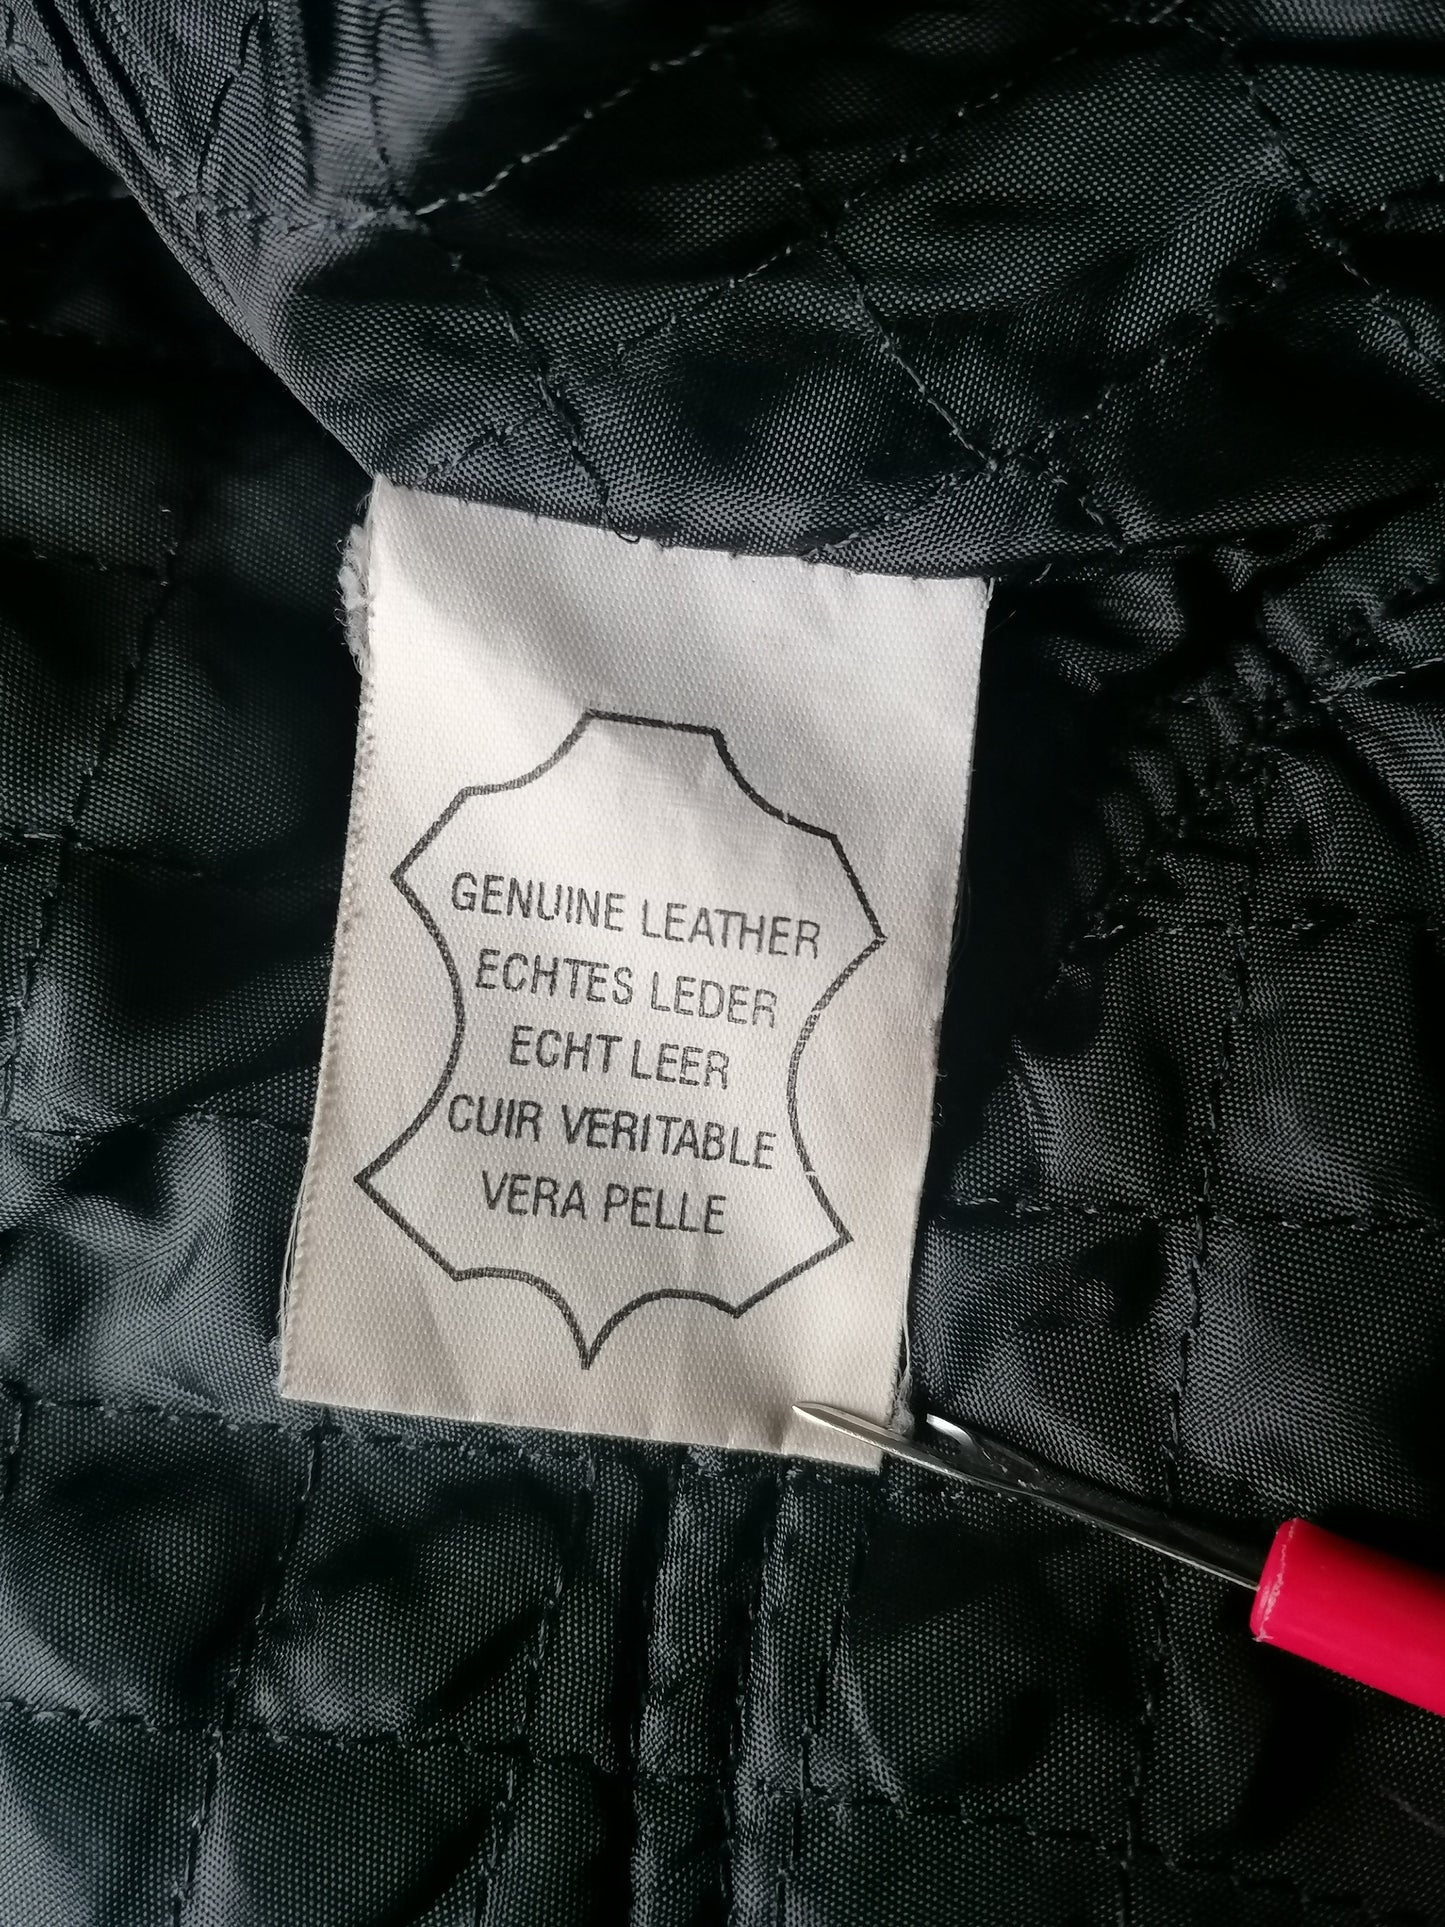 GENUINE LEATHER
ECHTES LEDER
ECHT LEER
CUIR VERITABLE
VERA PELLE